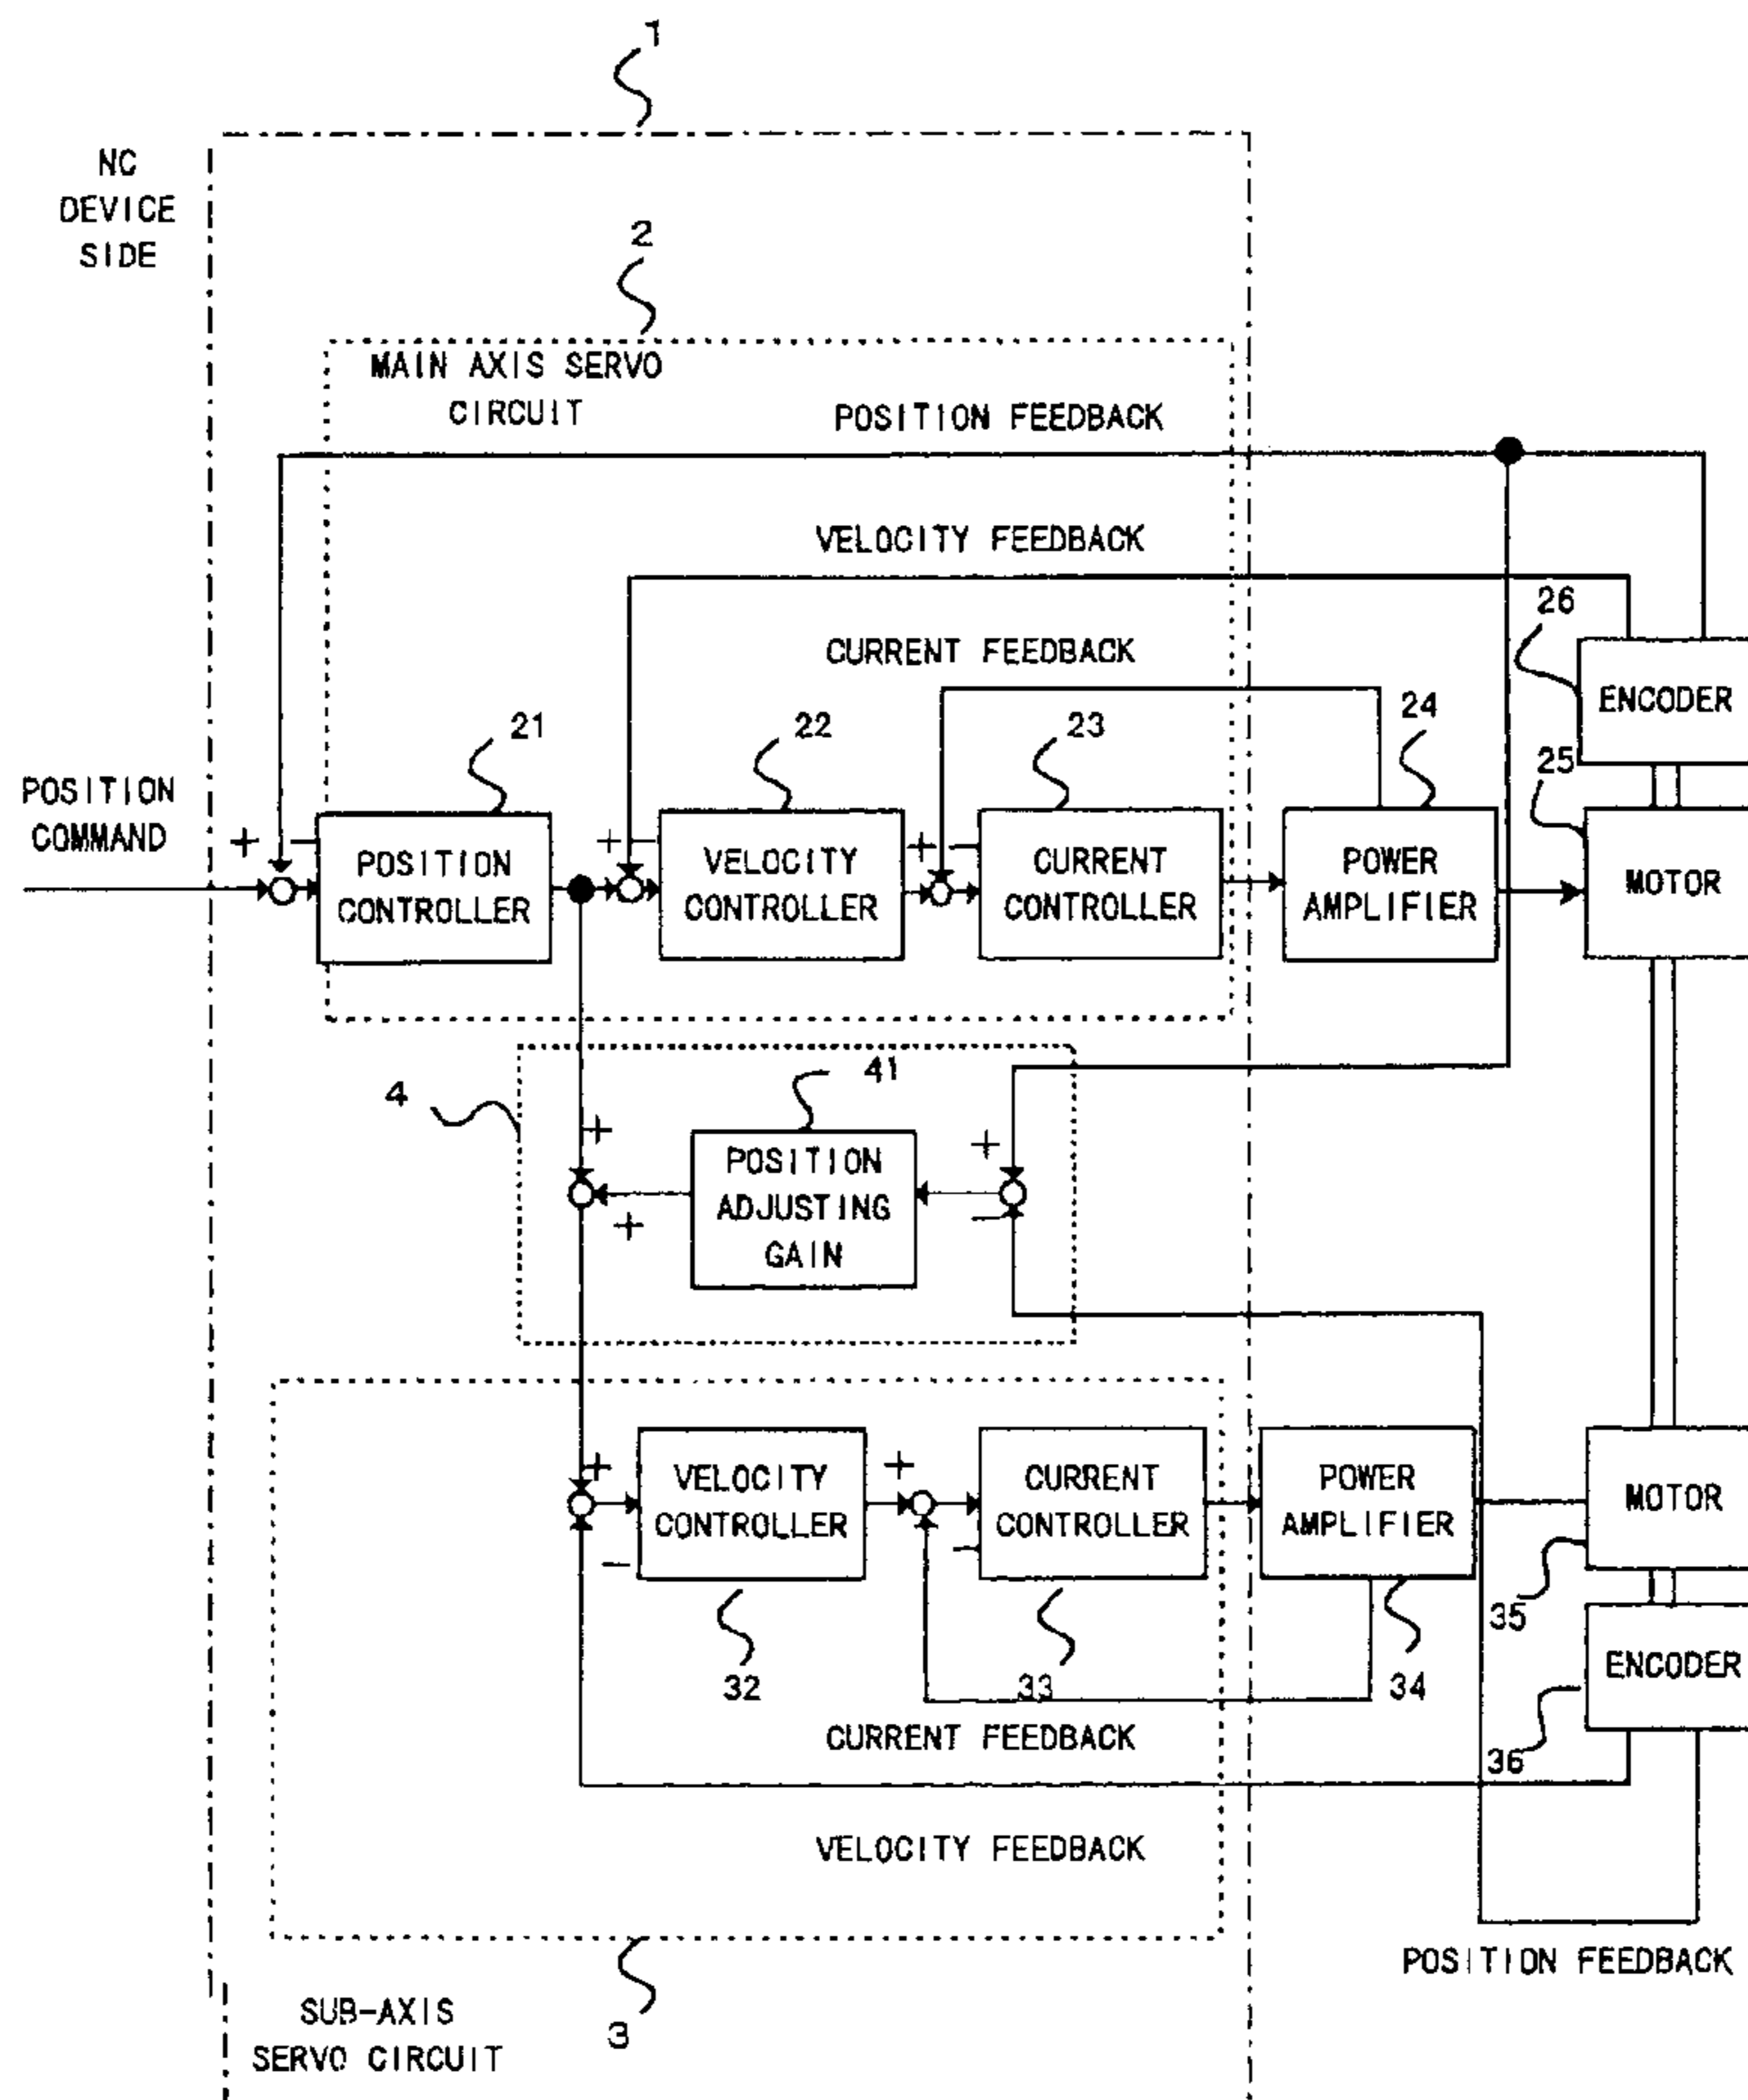 1
NC
DEVICE
SIDE
2
MAIN AXIS SERVO
CIRCUIT
POSITION FEEDBACK
VELOCITY FEEDBACK
26
CURRENT FEEDBACK
ENCODER
21
22
23
24
25
POSITION
COMMAND
+
−
+
−
+
−
POSITION
CONTROLLER
VELOCITY
CONTROLLER
CURRENT
CONTROLLER
POWER
AMPLIFIER
MOTOR
4
41
+
+
+
−
POSITION
ADJUSTING
GAIN
+
−
+
−
VELOCITY
CONTROLLER
CURRENT
CONTROLLER
POWER
AMPLIFIER
MOTOR
35
32
33
34
ENCODER
CURRENT FEEDBACK
36
VELOCITY FEEDBACK
POSITION FEEDBACK
SUB-AXIS
SERVO CIRCUIT
3